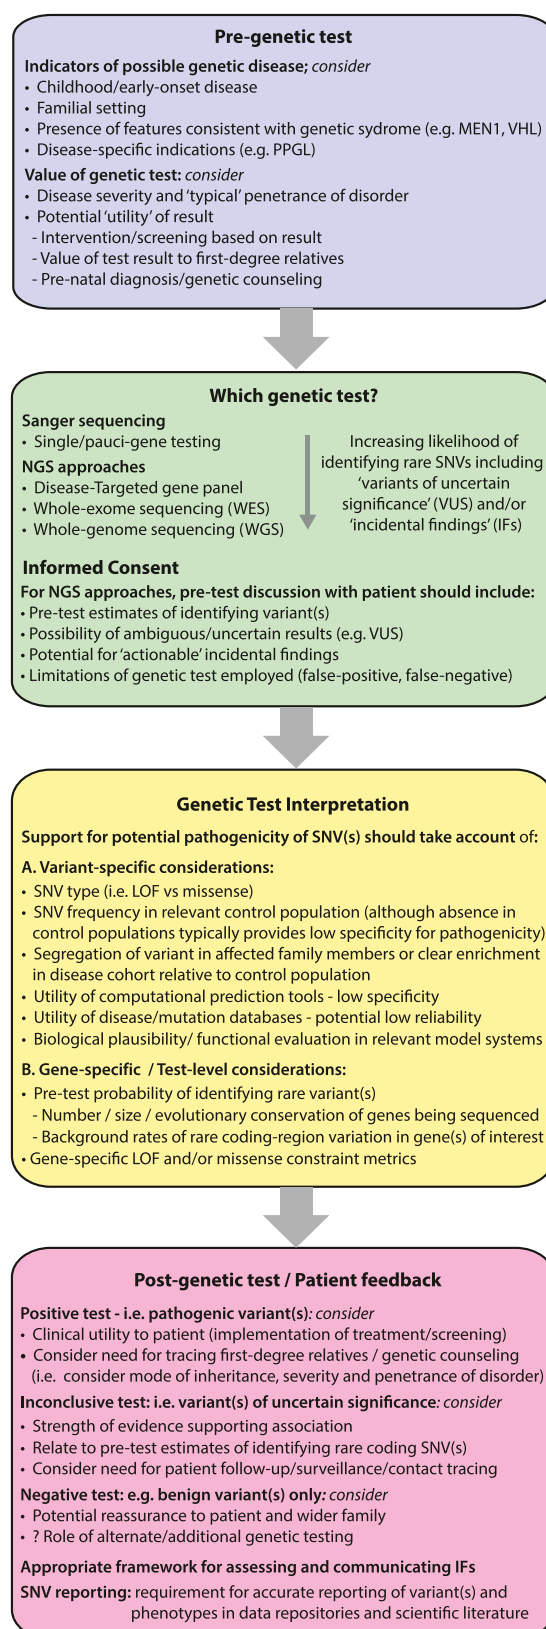 Pre-genetic test
Indicators of possible genetic disease; consider
• Childhood/early-onset disease
• Familial setting
• Presence of features consistent with genetic sydrome (e.g. MEN1, VHL)
• Disease-specific indications (e.g. PPGL)
Value of genetic test: consider
• Disease severity and 'typical' penetrance of disorder
• Potential 'utility' of result
- Intervention/screening based on result
- Value of test result to first-degree relatives
- Pre-natal diagnosis/genetic counseling
Which genetic test?
Sanger sequencing
• Single/pauci-gene testing
NGS approaches
• Disease-Targeted gene panel
• Whole-exome sequencing (WES)
• Whole-genome sequencing (WGS)
Increasing likelihood of
identifying rare SNVs including
'variants of uncertain
significance' (VUS) and/or
'incidental findings' (IFs)
Informed Consent
For NGS approaches, pre-test discussion with patient should include:
• Pre-test estimates of identifying variant(s)
• Possibility of ambiguous/uncertain results (e.g. VUS)
• Potential for 'actionable' incidental findings
• Limitations of genetic test employed (false-positive, false-negative)
Genetic Test Interpretation
Support for potential pathogenicity of SNV(s) should take account of:
A. Variant-specific considerations:
• SNV type (i.e. LOF vs missense)
• SNV frequency in relevant control population (although absence in
control populations typically provides low specificity for pathogenicity)
• Segregation of variant in affected family members or clear enrichment
in disease cohort relative to control population
• Utility of computational prediction tools - low specificity
• Utility of disease/mutation databases - potential low reliability
• Biological plausibility/ functional evaluation in relevant model systems
B. Gene-specific / Test-level considerations:
• Pre-test probability of identifying rare variant(s)
- Number / size / evolutionary conservation of genes being sequenced
- Background rates of rare coding-region variation in gene(s) of interest
• Gene-specific LOF and/or missense constraint metrics
Post-genetic test / Patient feedback
Positive test - i.e. pathogenic variant(s): consider
• Clinical utility to patient (implementation of treatment/screening)
• Consider need for tracing first-degree relatives / genetic counseling
(i.e. consider mode of inheritance, severity and penetrance of disorder)
Inconclusive test: i.e. variant(s) of uncertain significance: consider
• Strength of evidence supporting association
• Relate to pre-test estimates of identifying rare coding SNV(s)
• Consider need for patient follow-up/surveillance/contact tracing
Negative test: e.g. benign variant(s) only: consider
• Potential reassurance to patient and wider family
• ? Role of alternate/additional genetic testing
Appropriate framework for assessing and communicating IFs
SNV reporting: requirement for accurate reporting of variant(s) and
phenotypes in data repositories and scientific literature